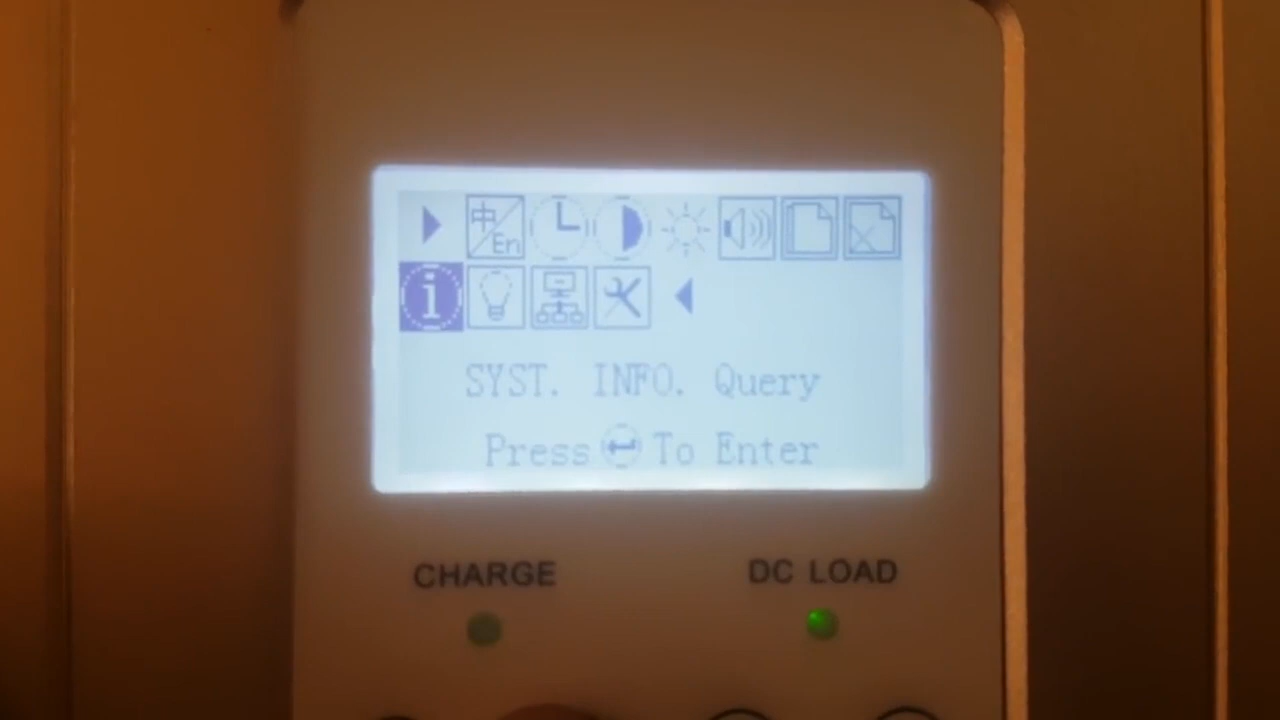 中/En
i
SYST. INFO. Query
Press To Enter
CHARGE DC LOAD